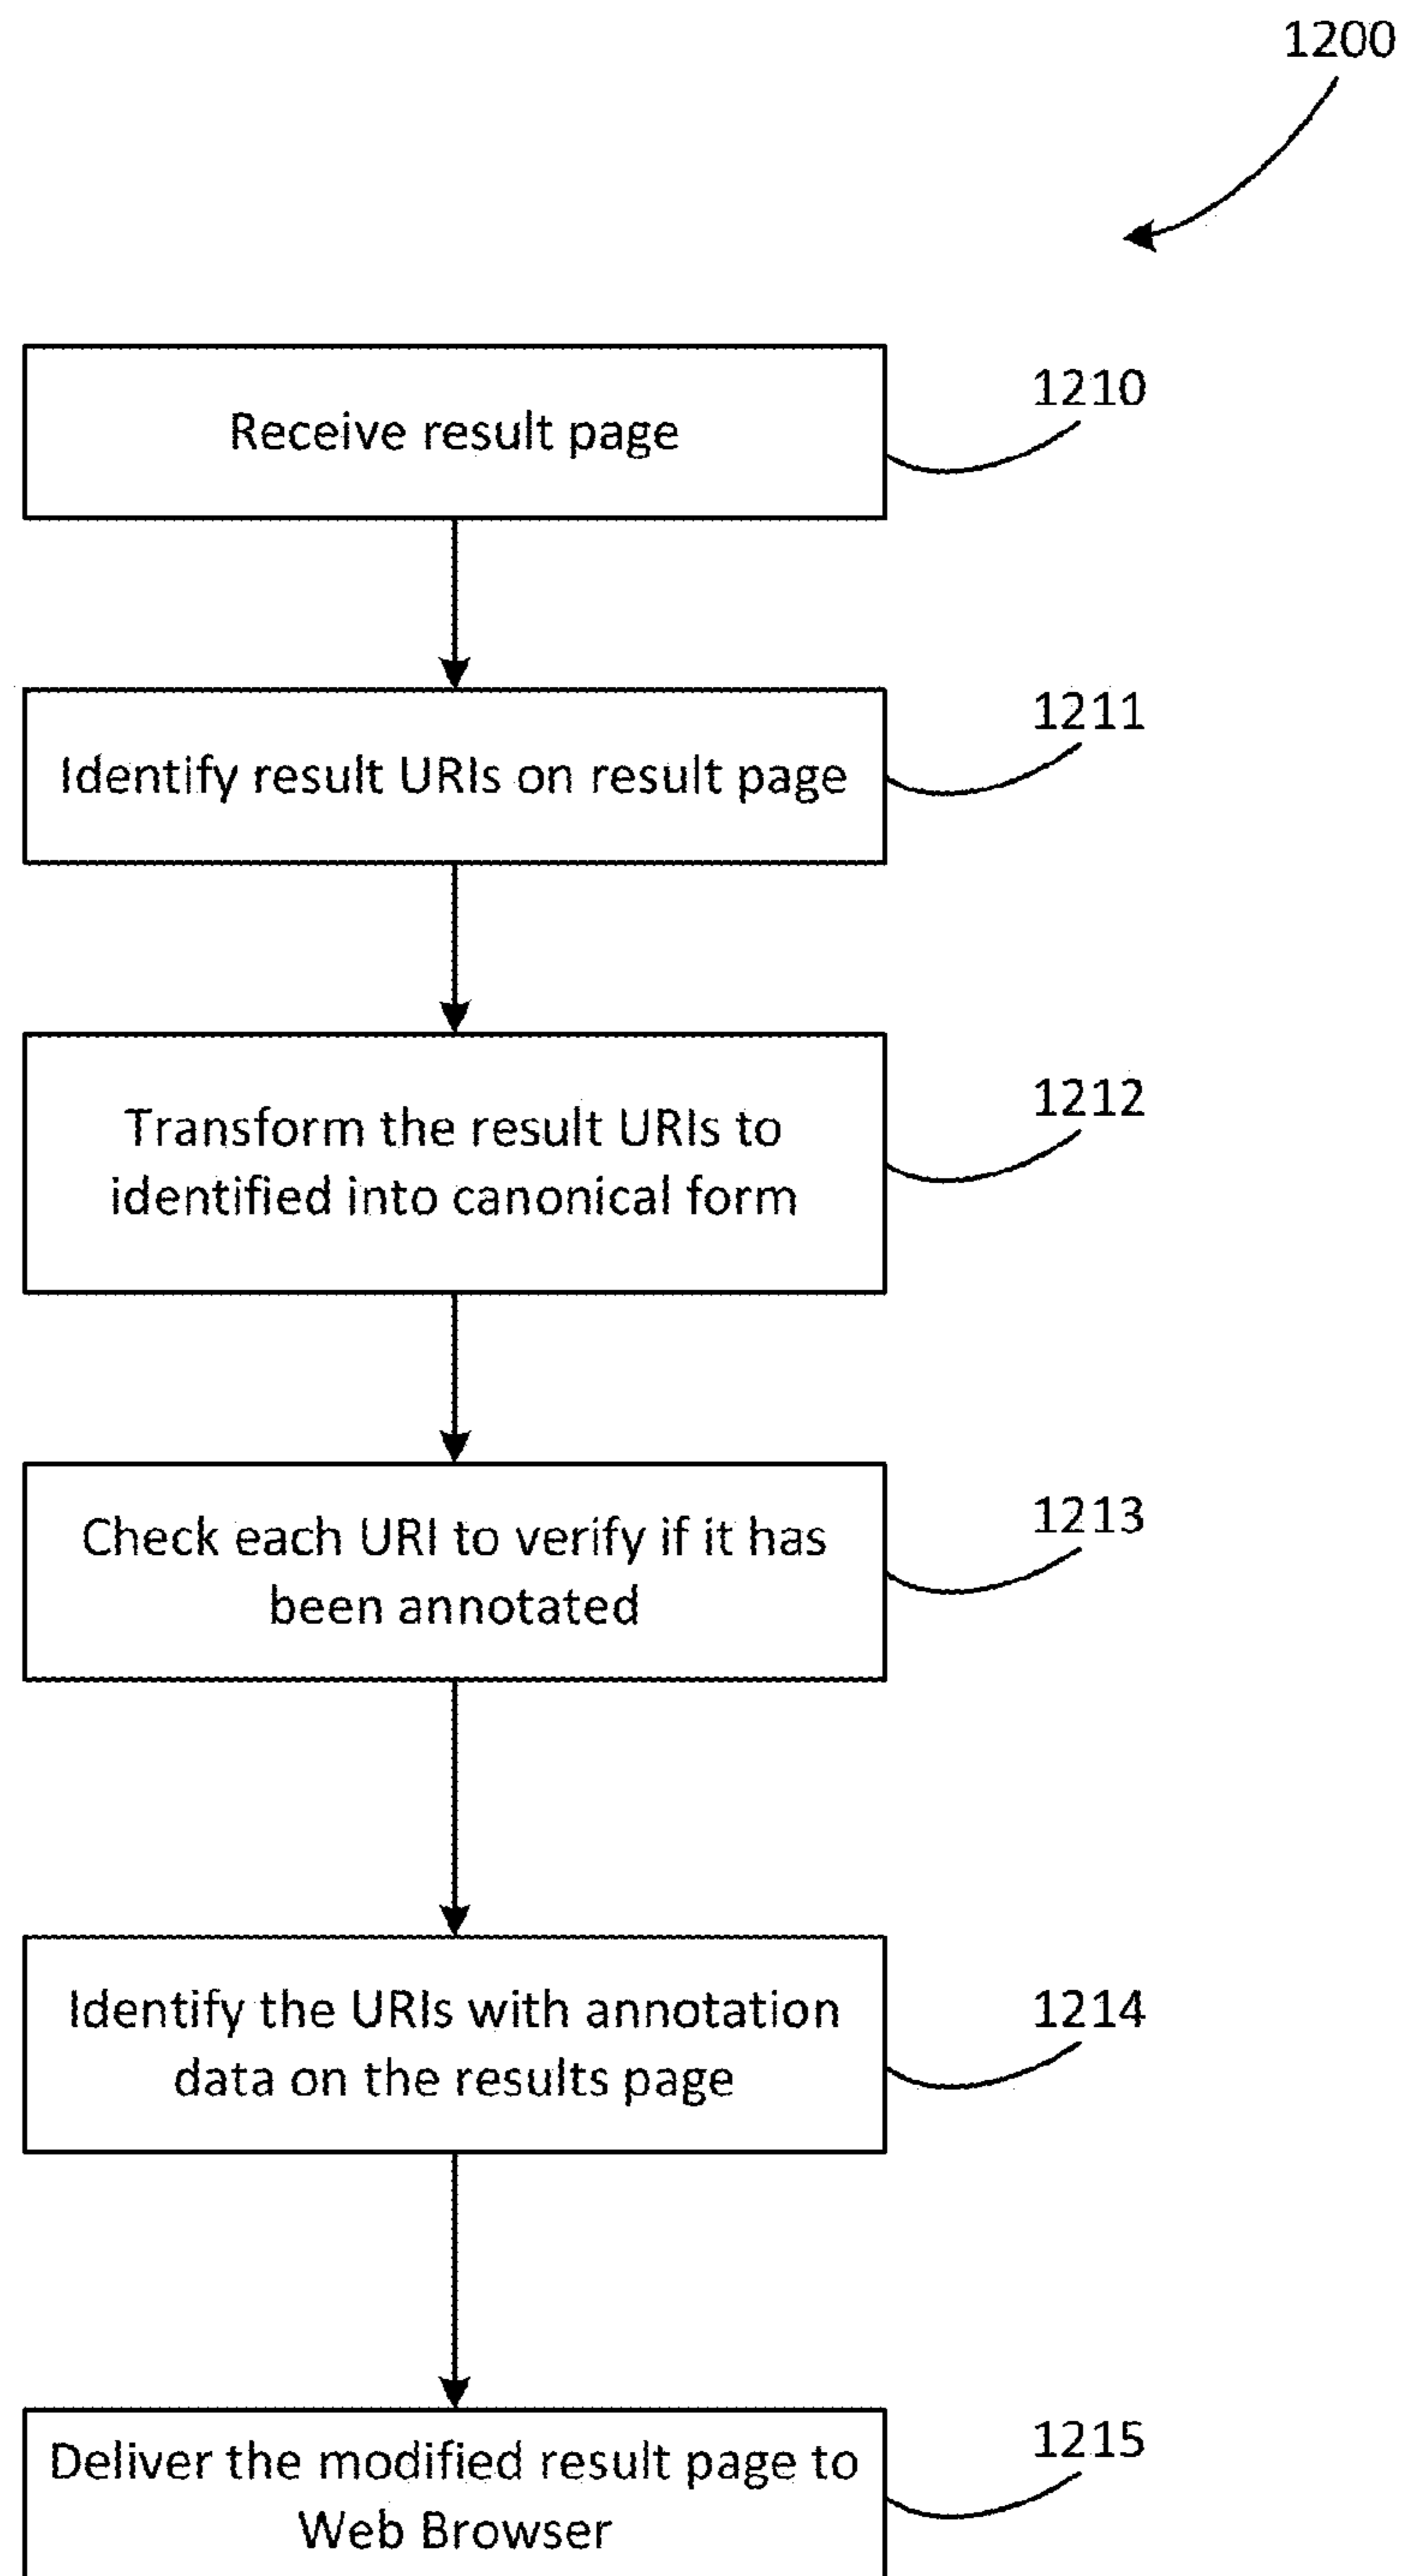 1200
Receive result page
1210
Identify result URIs on result page
1211
Transform the result URIs to
identified into canonical form
1212
Check each URI to verify if it has
been annotated
1213
Identify the URIs with annotation
data on the results page
1214
Deliver the modified result page to
Web Browser
1215